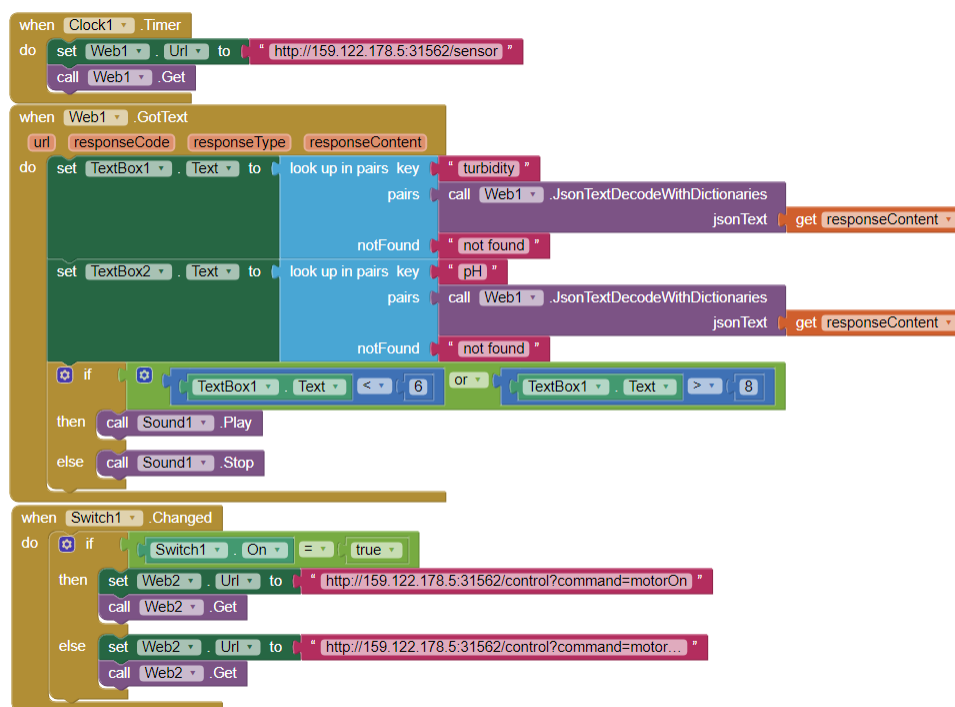 when Clock1 .Timer
do set Web1 . Url to " http://159.122.178.5:31562/sensor "
call Web1 .Get
when Web1 .GotText
url responseCode responseType responseContent
do set TextBox1 . Text to look up in pairs key " turbidity "
pairs call Web1 .JsonTextDecodeWithDictionaries
jsonText get responseContent
notFound " not found "
set TextBox2 . Text to look up in pairs key " pH "
pairs call Web1 .JsonTextDecodeWithDictionaries
jsonText get responseContent
notFound " not found "
if TextBox1 . Text < 6 or TextBox1 . Text > 8
then call Sound1 .Play
else call Sound1 .Stop
when Switch1 .Changed
do if Switch1 . On = true
then set Web2 . Url to " http://159.122.178.5:31562/control?command=motorOn "
call Web2 .Get
else set Web2 . Url to " http://159.122.178.5:31562/control?command=motor... "
call Web2 .Get